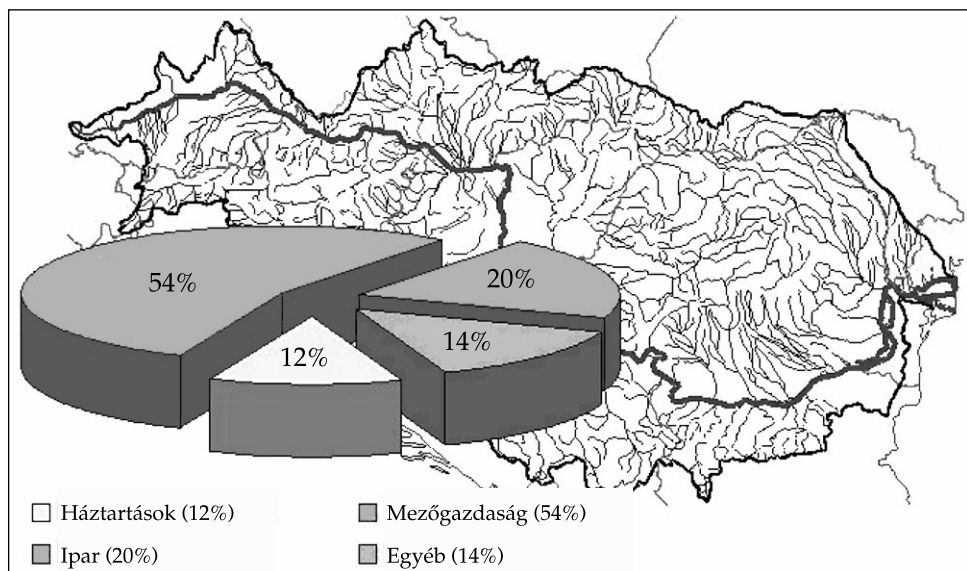 54%
20%
14%
12%
Háztartások (12%)
Mezőgazdaság (54%)
Ipar (20%)
Egyéb (14%)